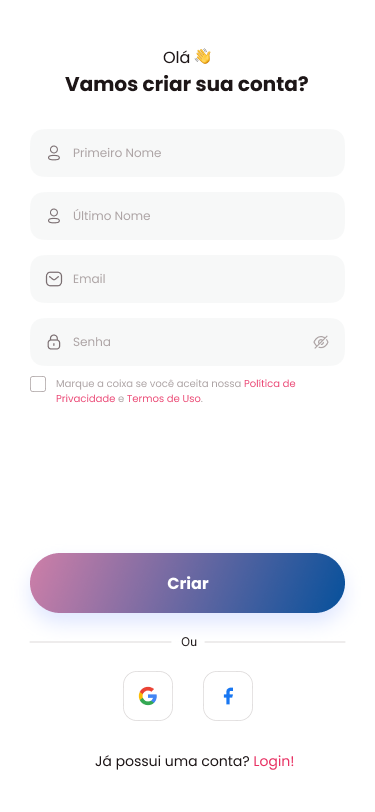 Olá 👋
Vamos criar sua conta?
Primeiro Nome
Último Nome
Email
Senha
Marque a coixa se você aceita nossa Política de
Privacidade e Termos de Uso.
Criar
Ou
Já possui uma conta? Login!